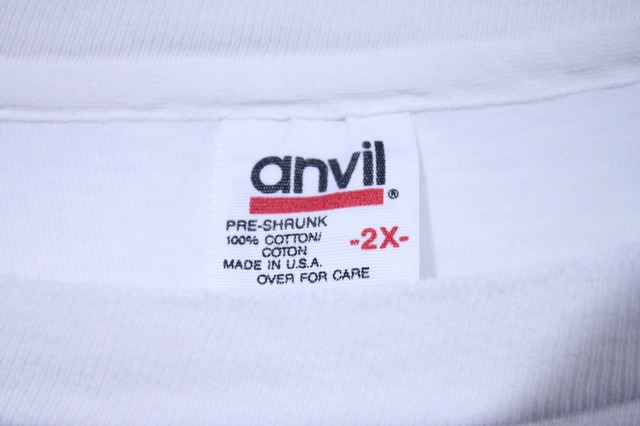 anvil®
PRE-SHRUNK
100% COTTON/
COTON
-2X-
MADE IN U.S.A.
OVER FOR CARE